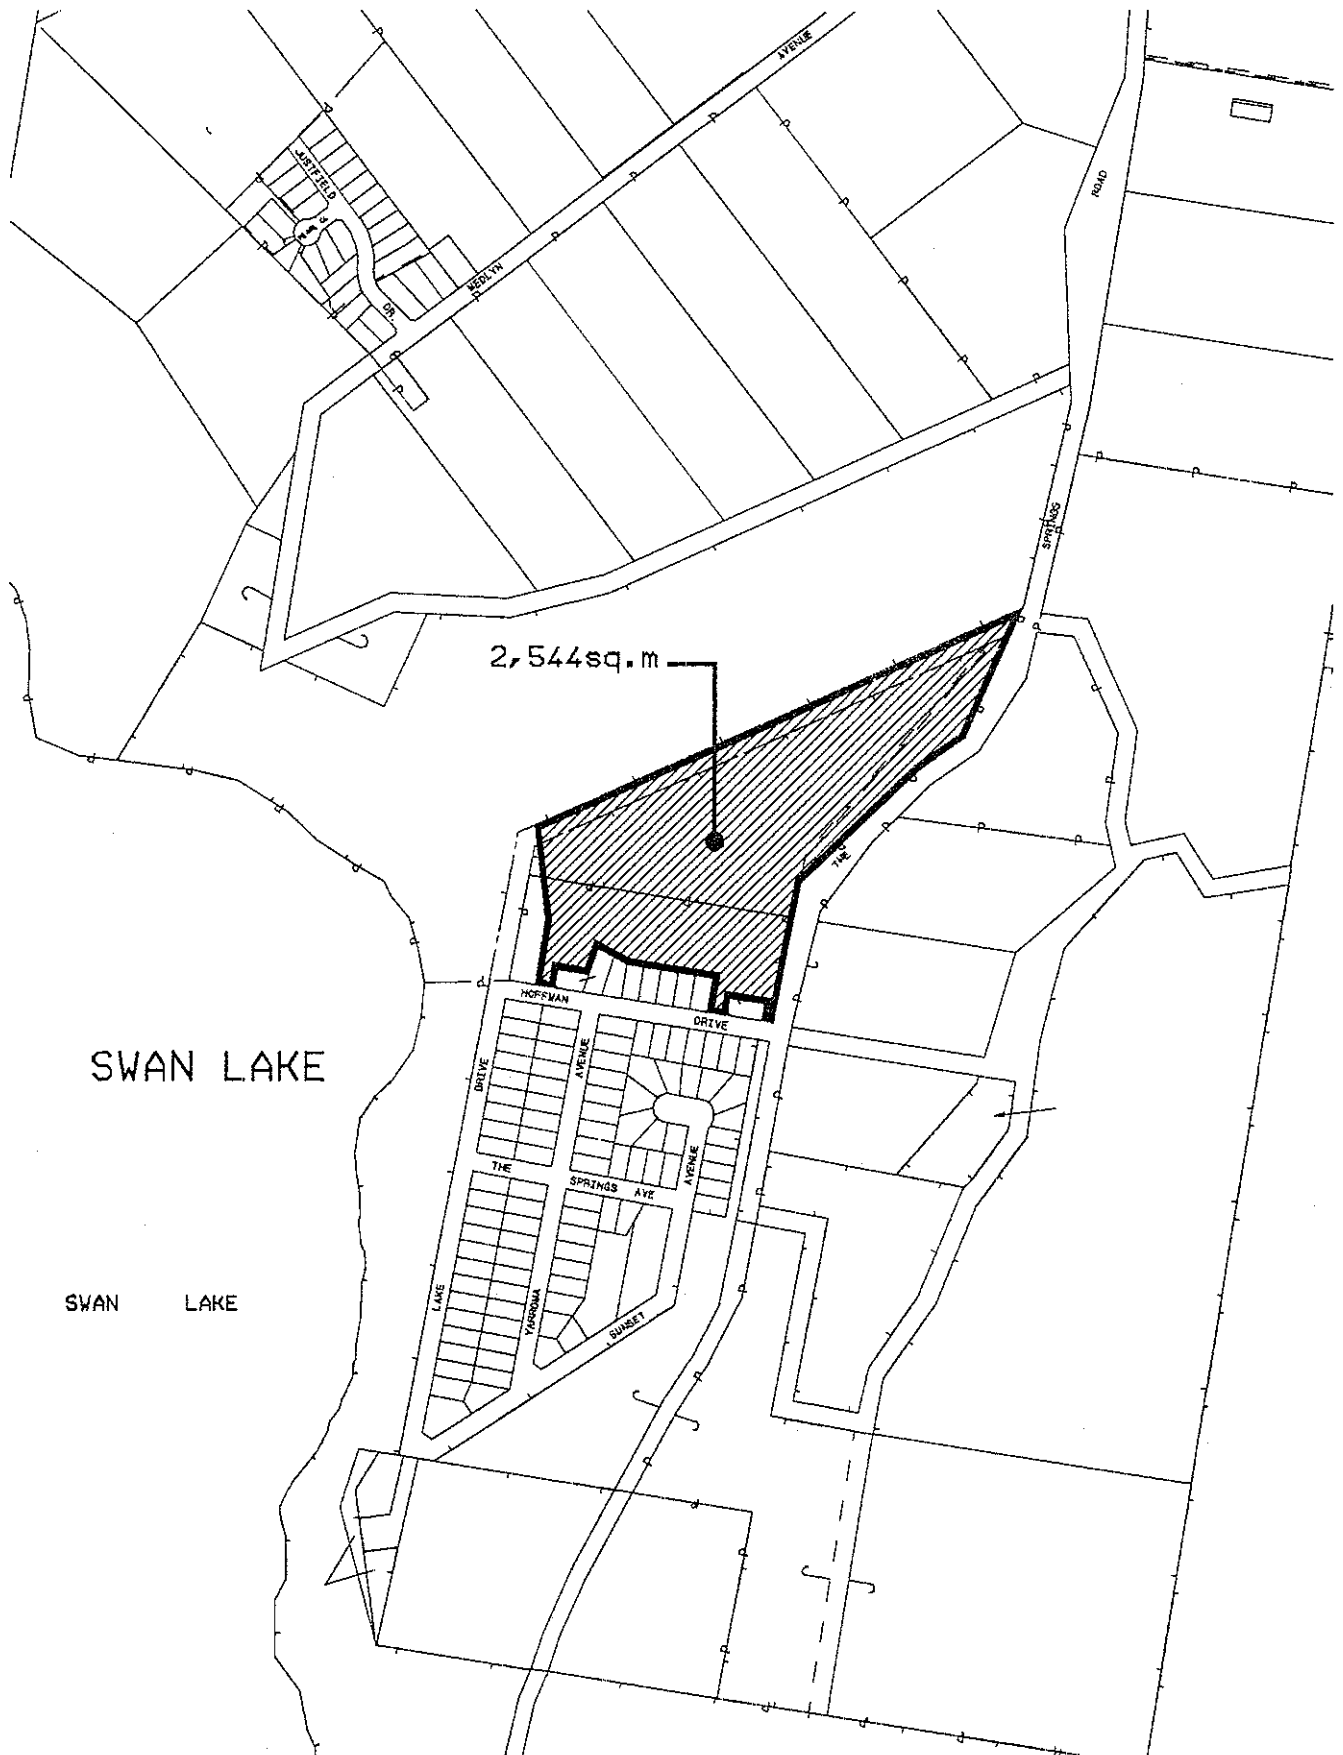 AVENUE
JUSTFIELD
ROAD
MEDLYN
DR.
SPRINGS
2,544sq.m
THE
HOFFMAN
DRIVE
SWAN LAKE
DRIVE
AVENUE
AVENUE
THE
SPRINGS AVE
SWAN LAKE
LAKE
YARROMA
SUNSET